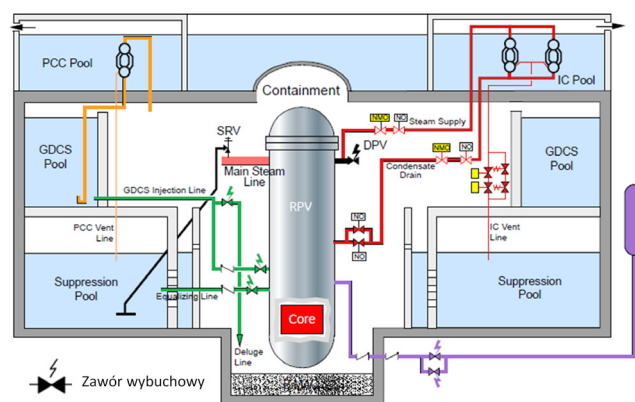 PCC Pool
IC Pool
Containment
NMO
NO
Steam Supply
SRV
DPV
GDCS
Pool
GDCS
Pool
Main Steam
Line
NMO
NO
Condensate
Drain
GDCS Injection Line
RPV
NO
NO
PCC Vent
Line
IC Vent
Line
Suppression
Pool
Suppression
Pool
Equalizing Line
Core
Deluge
Line
Zawór wybuchowy